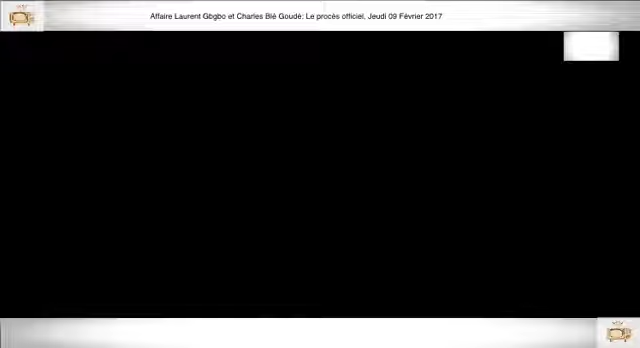 Affaire Laurent Gbgbo et Charles Blé Goudé: Le procès officiel, Jeudi 09 Février 2017